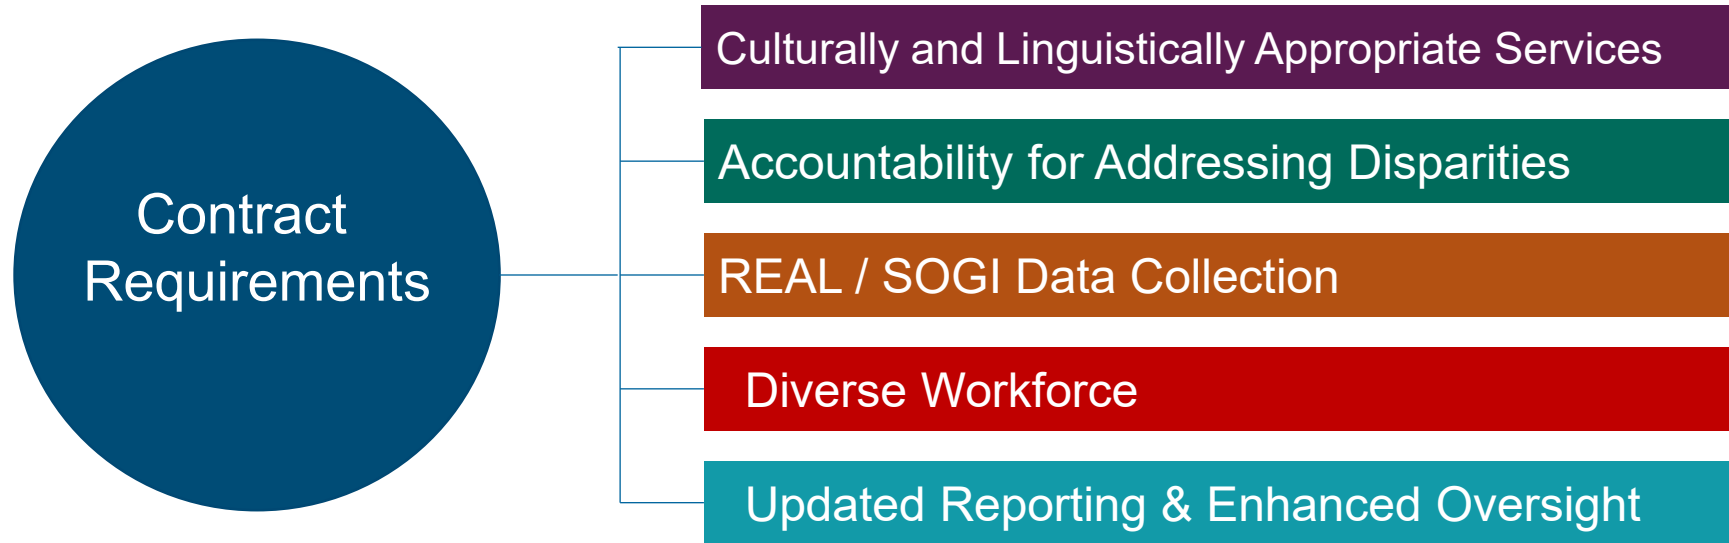 Contract
Requirements
Culturally and Linguistically Appropriate Services
Accountability for Addressing Disparities
REAL / SOGI Data Collection
Diverse Workforce
Updated Reporting & Enhanced Oversight